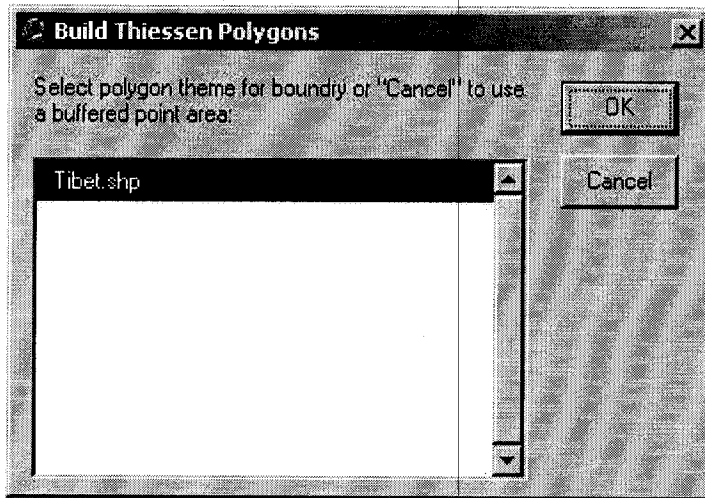 Build Thiessen Polygons
Select polygon theme for boundry or "Cancel" to use
a buffered point area:
OK
Tibet.shp
Cancel